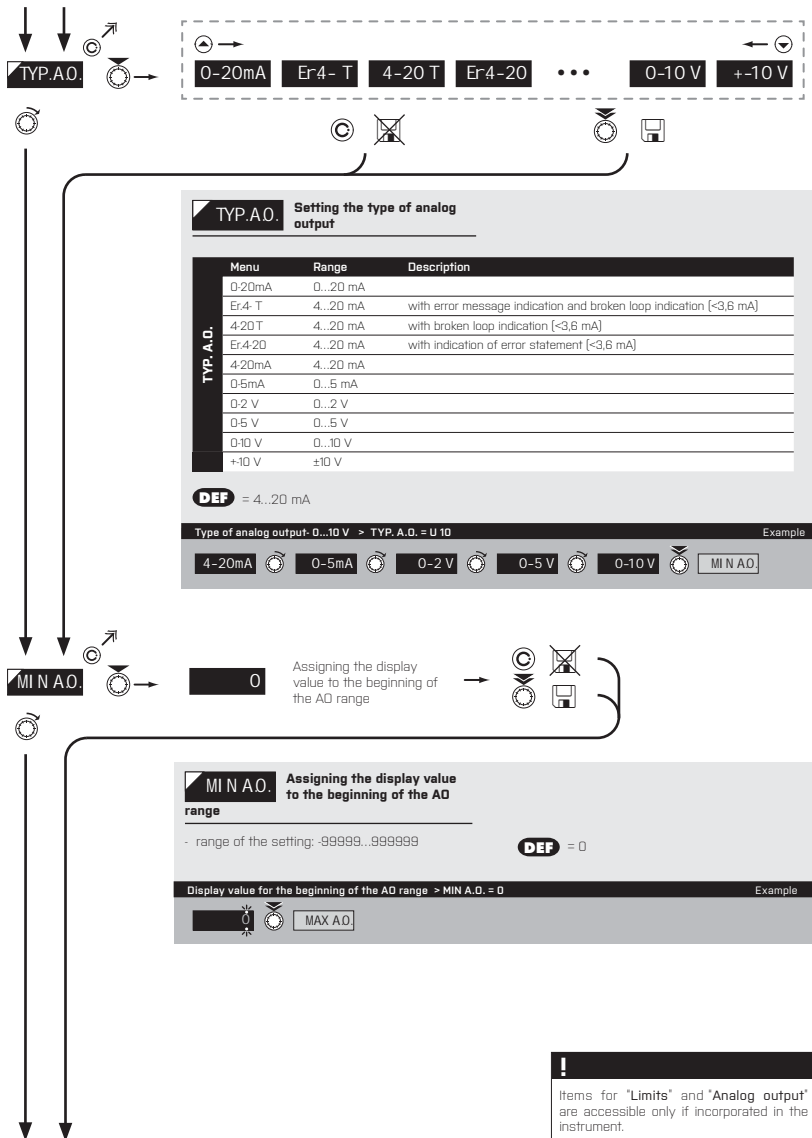 TYP.A.O.
0-20mA Er4- T 4-20 T Er4-20 ••• 0-10 V +-10 V
TYP.A.O. Setting the type of analog
output
Menu Range Description
TYP. A.O.
0-20mA 0...20 mA
Er.4- T 4...20 mA with error message indication and broken loop indication (<3,6 mA)
4-20 T 4...20 mA with broken loop indication (<3,6 mA)
Er.4-20 4...20 mA with indication of error statement (<3,6 mA)
4-20mA 4...20 mA
0-5mA 0...5 mA
0-2 V 0...2 V
0-5 V 0...5 V
0-10 V 0...10 V
+-10 V ±10 V
DEF = 4...20 mA
Type of analog output- 0...10 V > TYP. A.O. = U 10 Example
4-20mA 0-5mA 0-2 V 0-5 V 0-10 V MIN A.O.
MIN A.O.
0
Assigning the display
value to the beginning of
the AO range
MIN A.O. Assigning the display value
to the beginning of the AO
range
- range of the setting: -99999...999999 DEF = 0
Display value for the beginning of the AO range > MIN A.O. = 0 Example
0 MAX A.O.
!
Items for "Limits" and "Analog output"
are accessible only if incorporated in the
instrument.